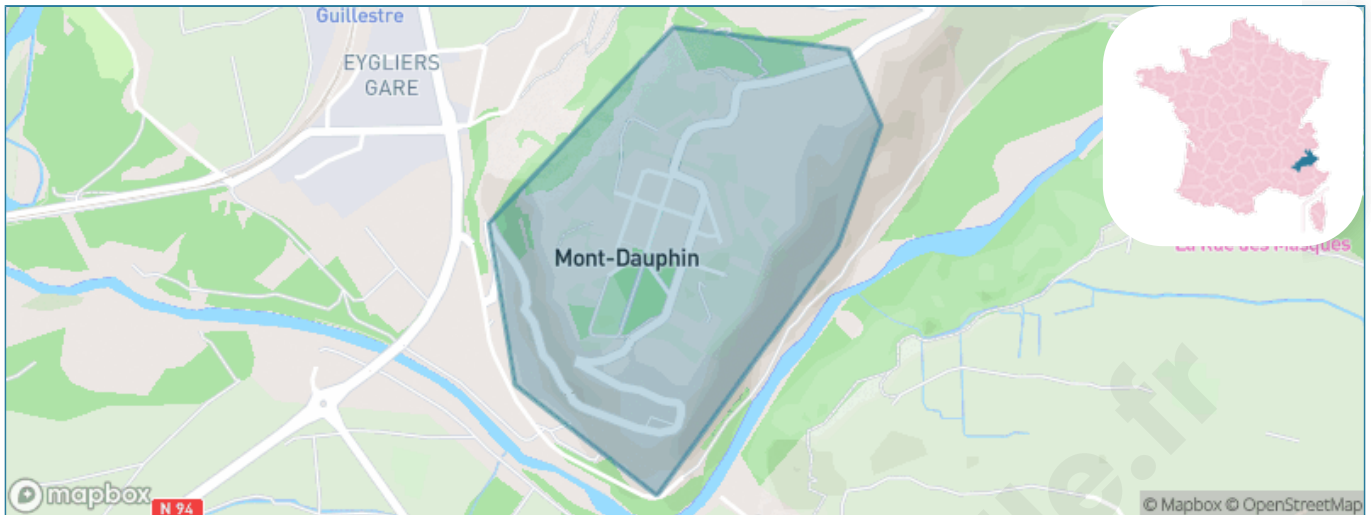 Guillestre
EYGLIERS
GARE
Mont-Dauphin
La Rue des Masques
mapbox
N 94
© Mapbox © OpenStreetMap